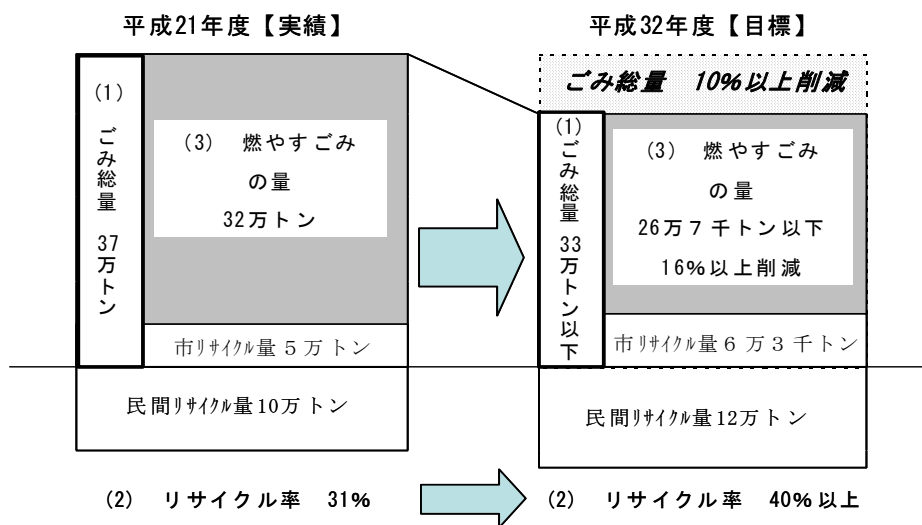 平成21年度【実績】
平成32年度【目標】
(1) ごみ総量 37万トン
(3) 燃やすごみ
の量
32万トン
市リサイクル量５万トン
民間リサイクル量10万トン
(2) リサイクル率 31%
ごみ総量 10%以上削減
(1) ごみ総量 33万トン以下
(3) 燃やすごみ
の量
26万７千トン以下
16%以上削減
市リサイクル量６万３千トン
民間リサイクル量12万トン
(2) リサイクル率 40%以上